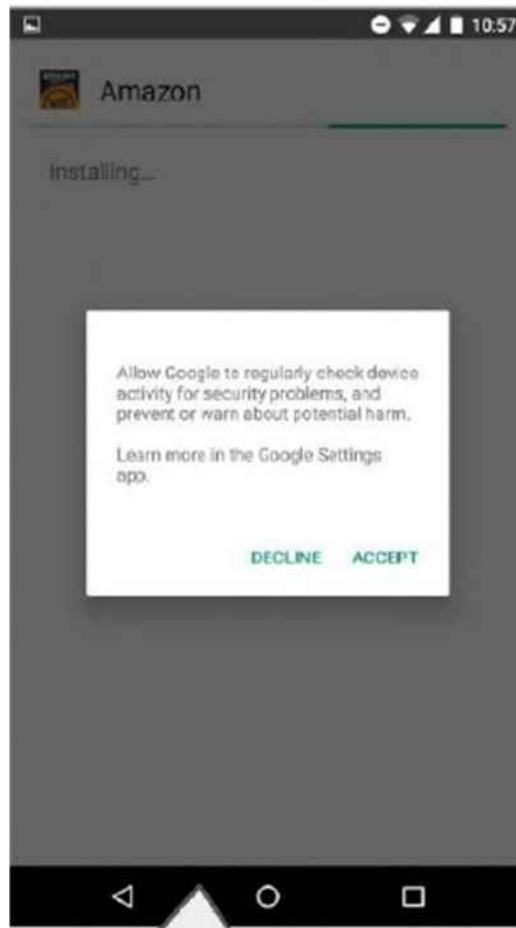 10:57
Amazon
Installing...
Allow Google to regularly check device
activity for security problems, and
prevent or warn about potential harm.
Learn more in the Google Settings
app.
DECLINE ACCEPT